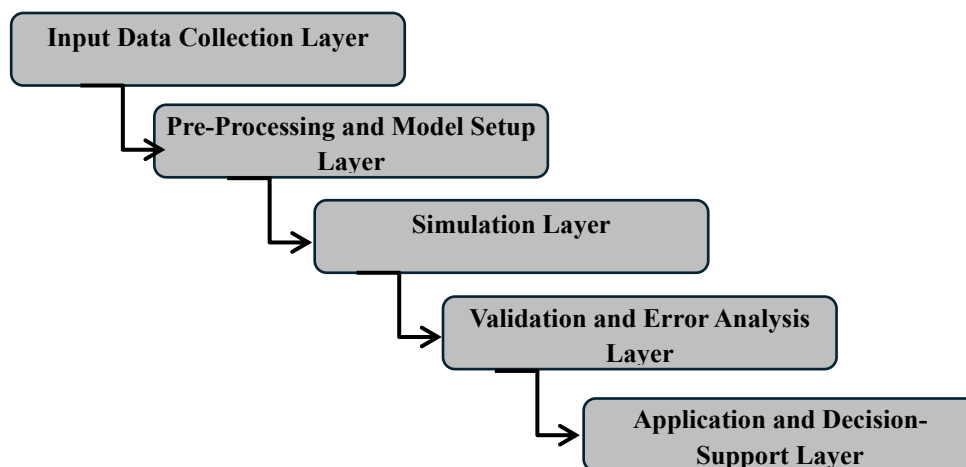 Input Data Collection Layer
Pre-Processing and Model Setup
Layer
Simulation Layer
Validation and Error Analysis
Layer
Application and Decision-
Support Layer